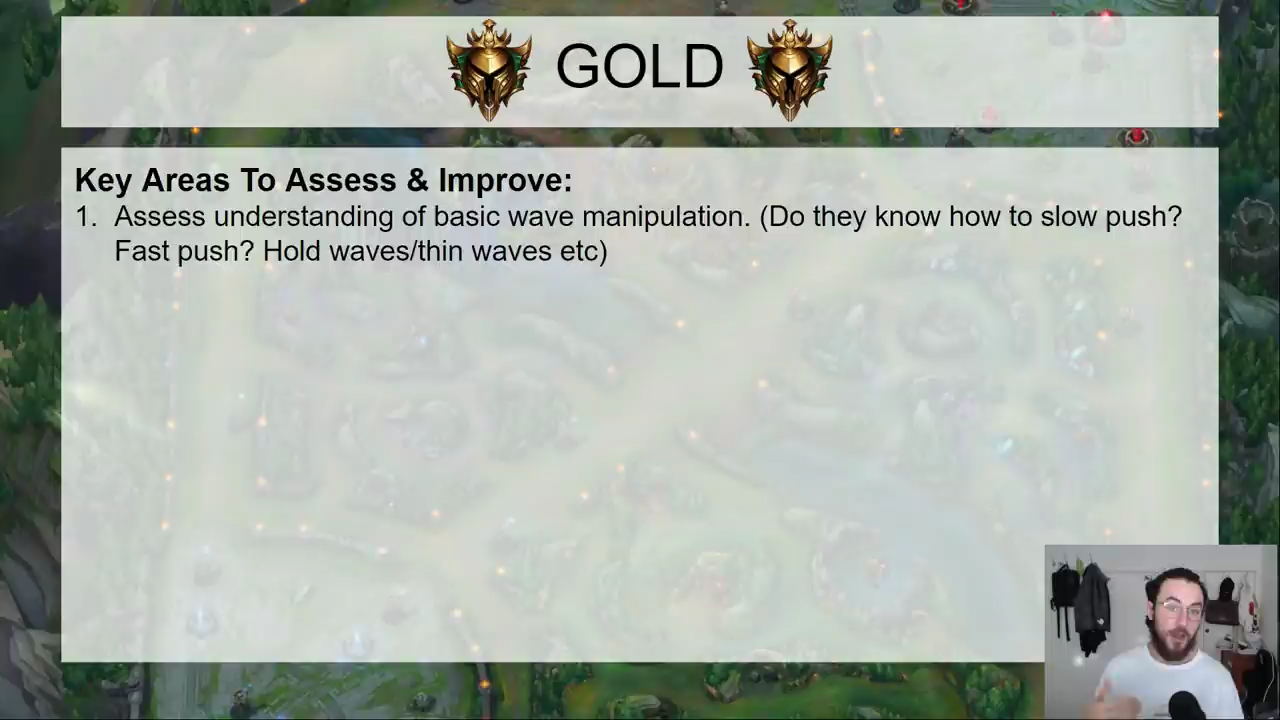 GOLD
Key Areas To Assess & Improve:
1. Assess understanding of basic wave manipulation. (Do they know how to slow push?
Fast push? Hold waves/thin waves etc)